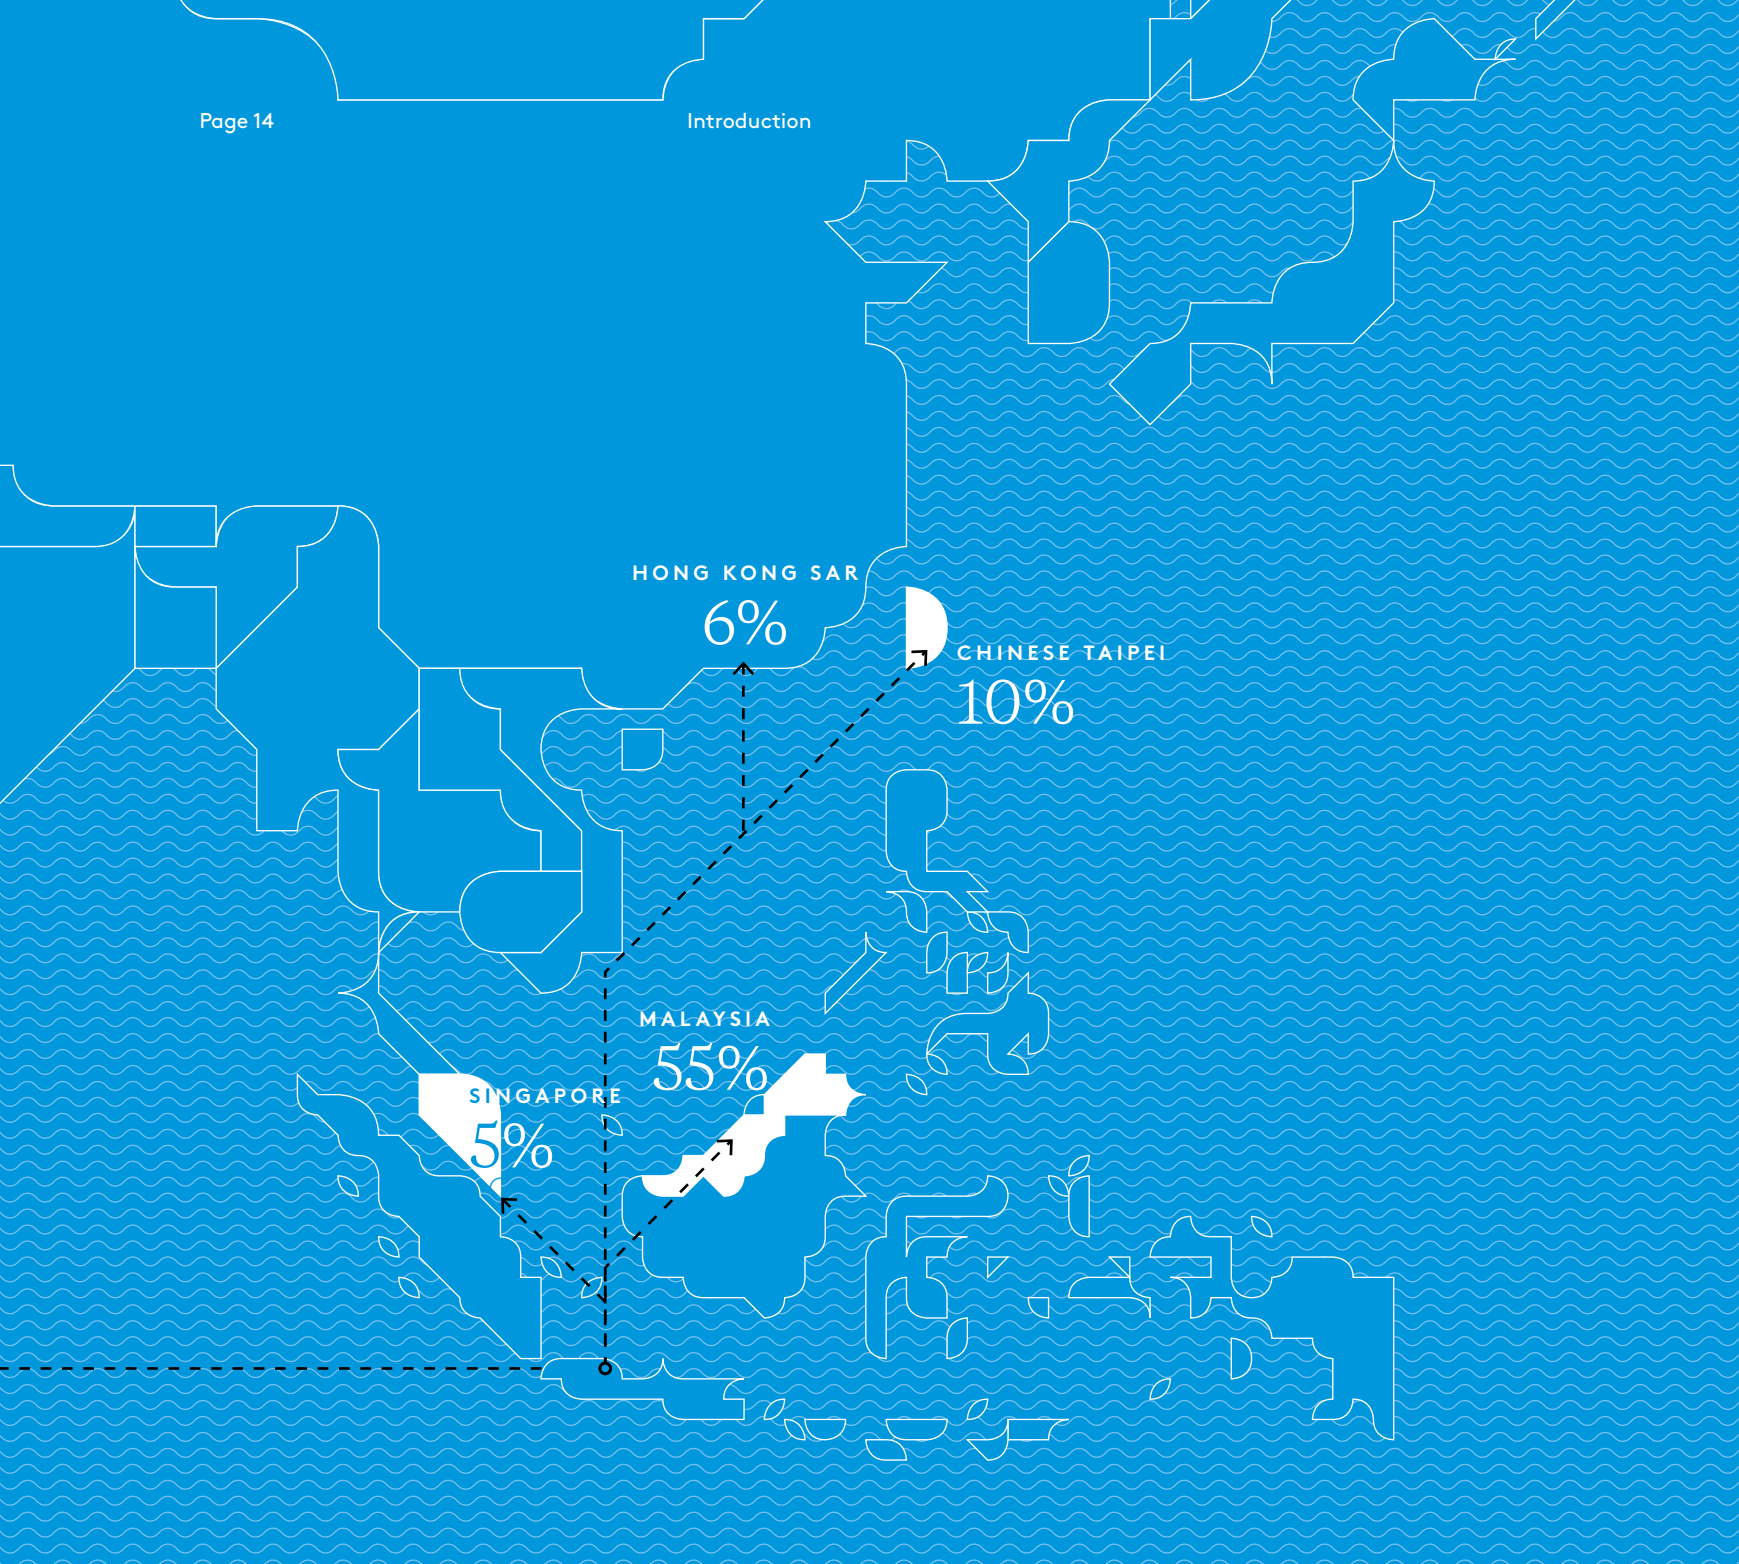 Page 14
Introduction
HONG KONG SAR
6%
CHINESE TAIPEI
10%
MALAYSIA
55%
SINGAPORE
5%